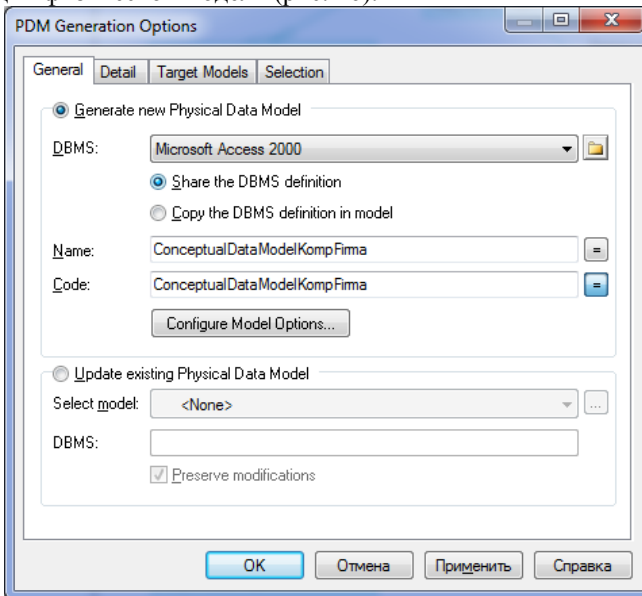 PDM Generation Options
General Detail Target Models Selection
Generate new Physical Data Model
DBMS: Microsoft Access 2000
Share the DBMS definition
Copy the DBMS definition in model
Name: ConceptualDataModelKompFirma =
Code: ConceptualDataModelKompFirma =
Configure Model Options...
Update existing Physical Data Model
Select model: <None> ...
DBMS:
Preserve modifications
OK Отмена Применить Справка